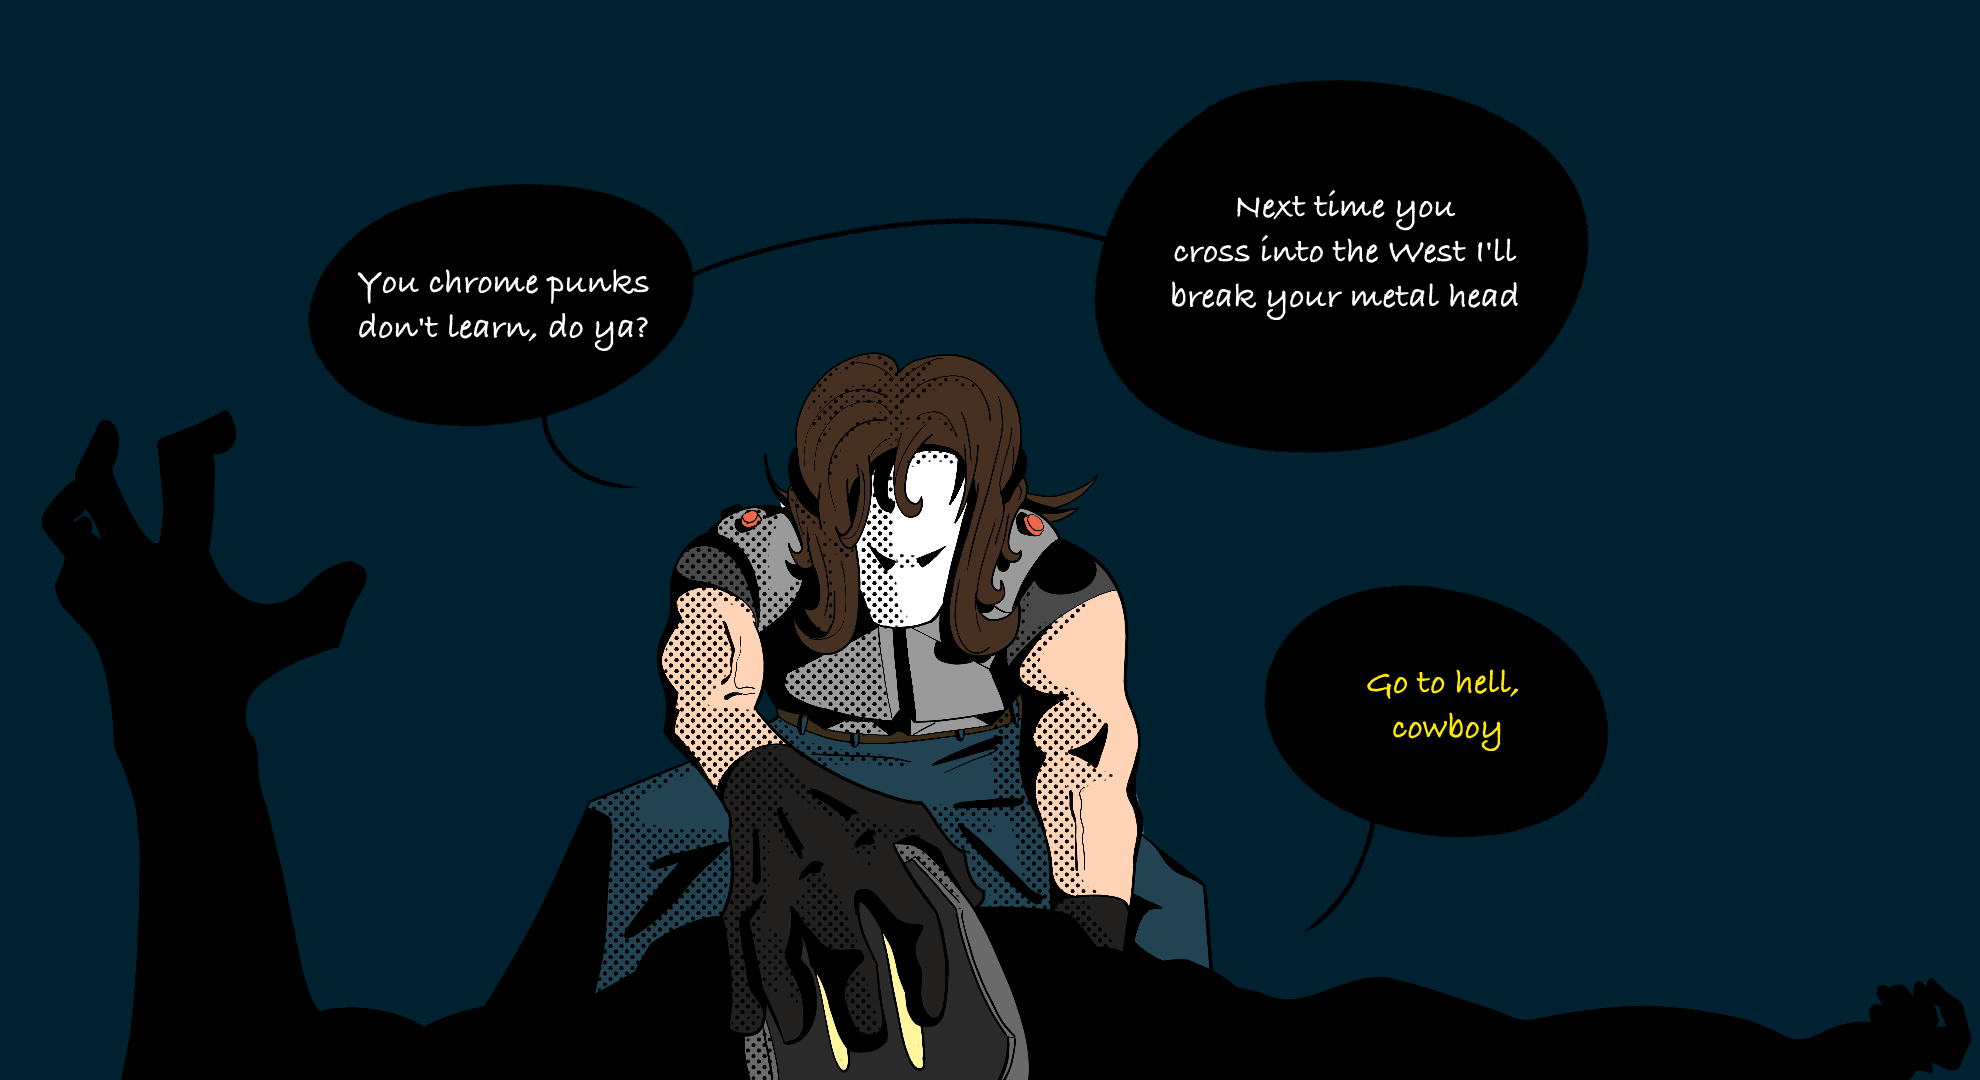 You chrome punks
don't learn, do ya?
Next time you
cross into the West I'll
break your metal head
Go to hell,
cowboy